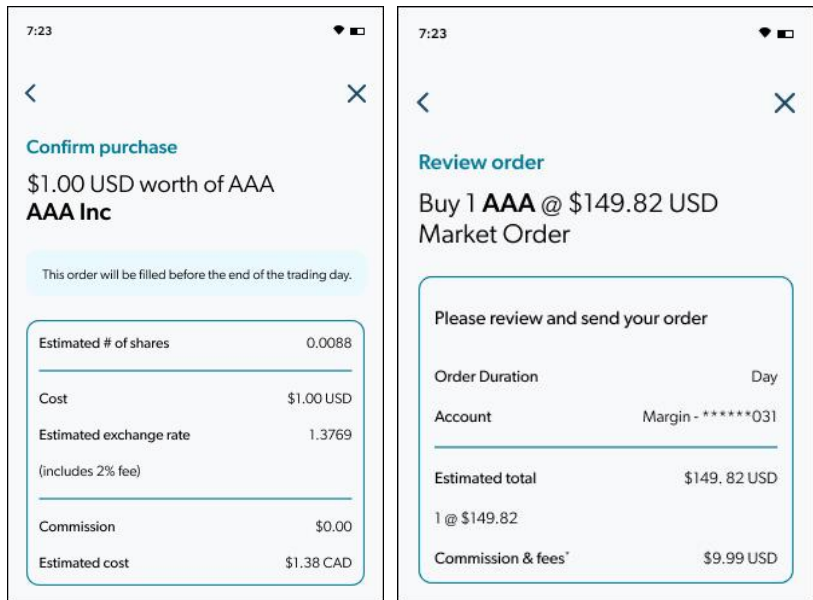 7:23
Confirm purchase
$1.00 USD worth of AAA
AAA Inc
This order will be filled before the end of the trading day.
Estimated # of shares 0.0088
Cost $1.00 USD
Estimated exchange rate 1.3769
(includes 2% fee)
Commission $0.00
Estimated cost $1.38 CAD
7:23
Review order
Buy 1 AAA @ $149.82 USD
Market Order
Please review and send your order
Order Duration Day
Account Margin - ******031
Estimated total $149. 82 USD
1 @ $149.82
Commission & fees* $9.99 USD